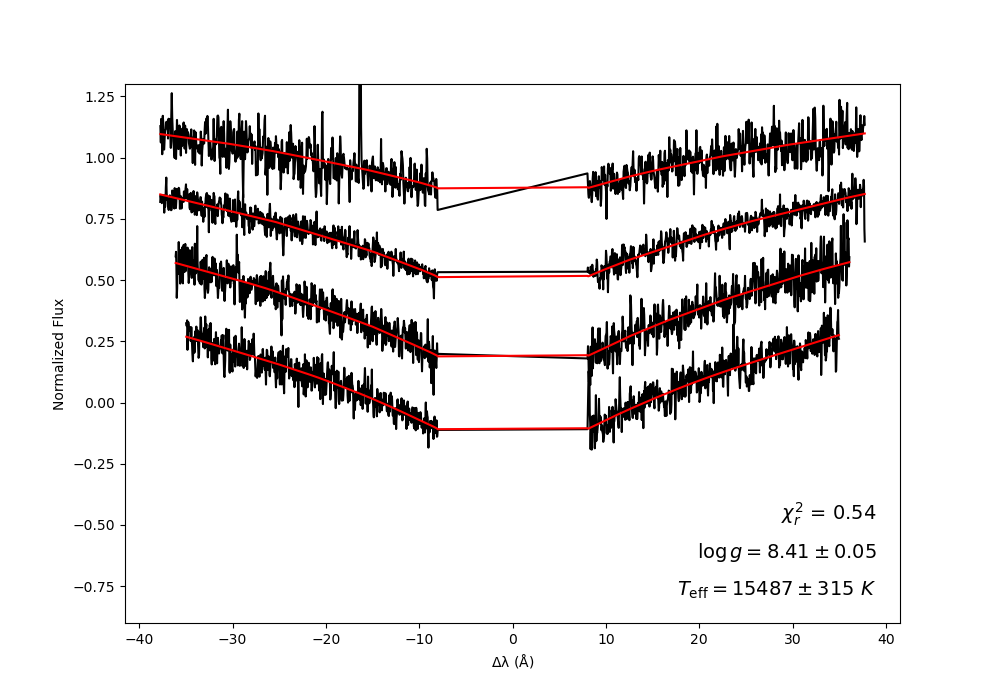 1.25
1.00
0.75
0.50
0.25
0.00
−0.25
−0.50
−0.75
Normalized Flux
χ²ᵣ = 0.54
log g = 8.41 ± 0.05
T_eff = 15487 ± 315 K
−40 −30 −20 −10 0 10 20 30 40
Δλ (Å)